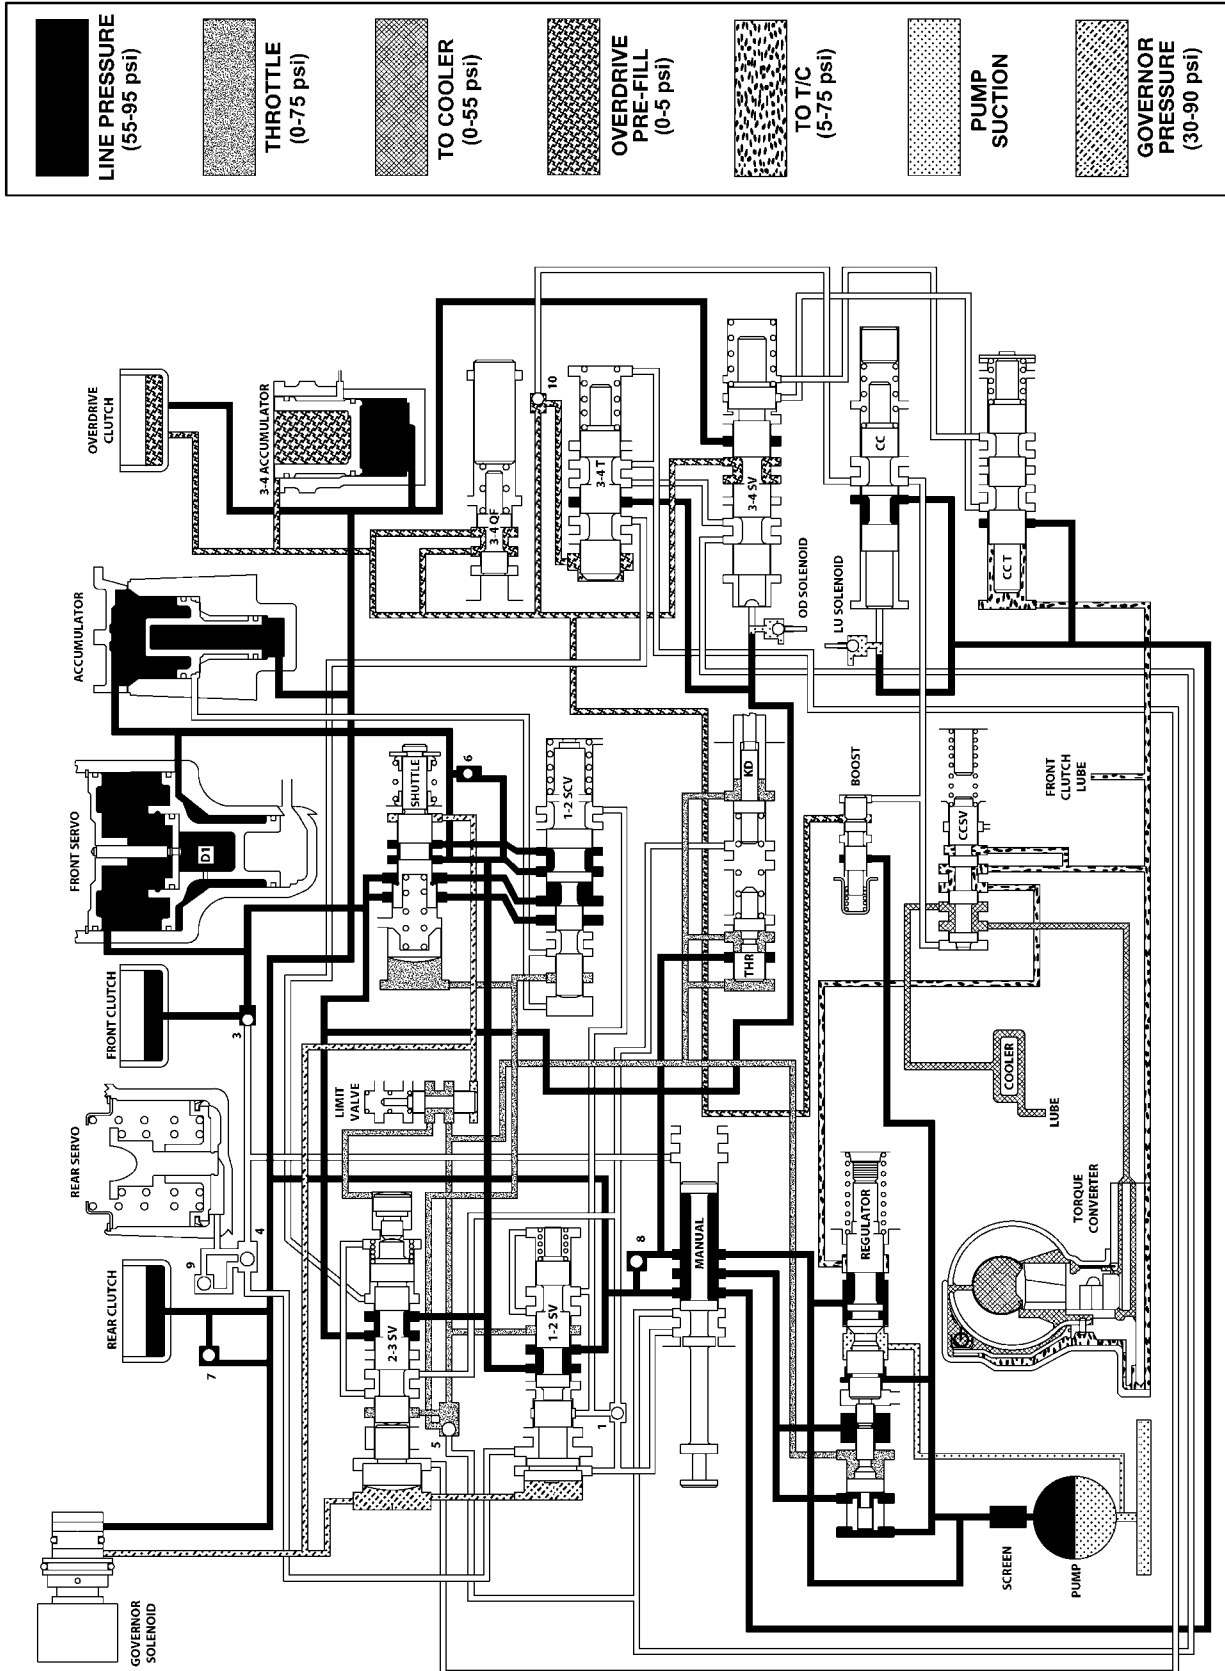 LINE PRESSURE
(55-95 psi)
THROTTLE
(0-75 psi)
TO COOLER
(0-55 psi)
OVERDRIVE
PRE-FILL
(0-5 psi)
TO T/C
(5-75 psi)
PUMP
SUCTION
GOVERNOR
PRESSURE
(30-90 psi)
GOVERNOR
SOLENOID
REAR CLUTCH
7
REAR SERVO
9
4
FRONT CLUTCH
3
FRONT SERVO
D1
ACCUMULATOR
OVERDRIVE
CLUTCH
3-4 ACCUMULATOR
2-3 SV
5
LIMIT
VALVE
SHUTTLE
6
3-4 QF
10
1-2 SV
1
1-2 SCV
3-4 T
8
MANUAL
THR
KD
3-4 SV
OD SOLENOID
REGULATOR
BOOST
LU SOLENOID
CC
CCSV
CC T
FRONT
CLUTCH
LUBE
COOLER
LUBE
TORQUE
CONVERTER
SCREEN
PUMP